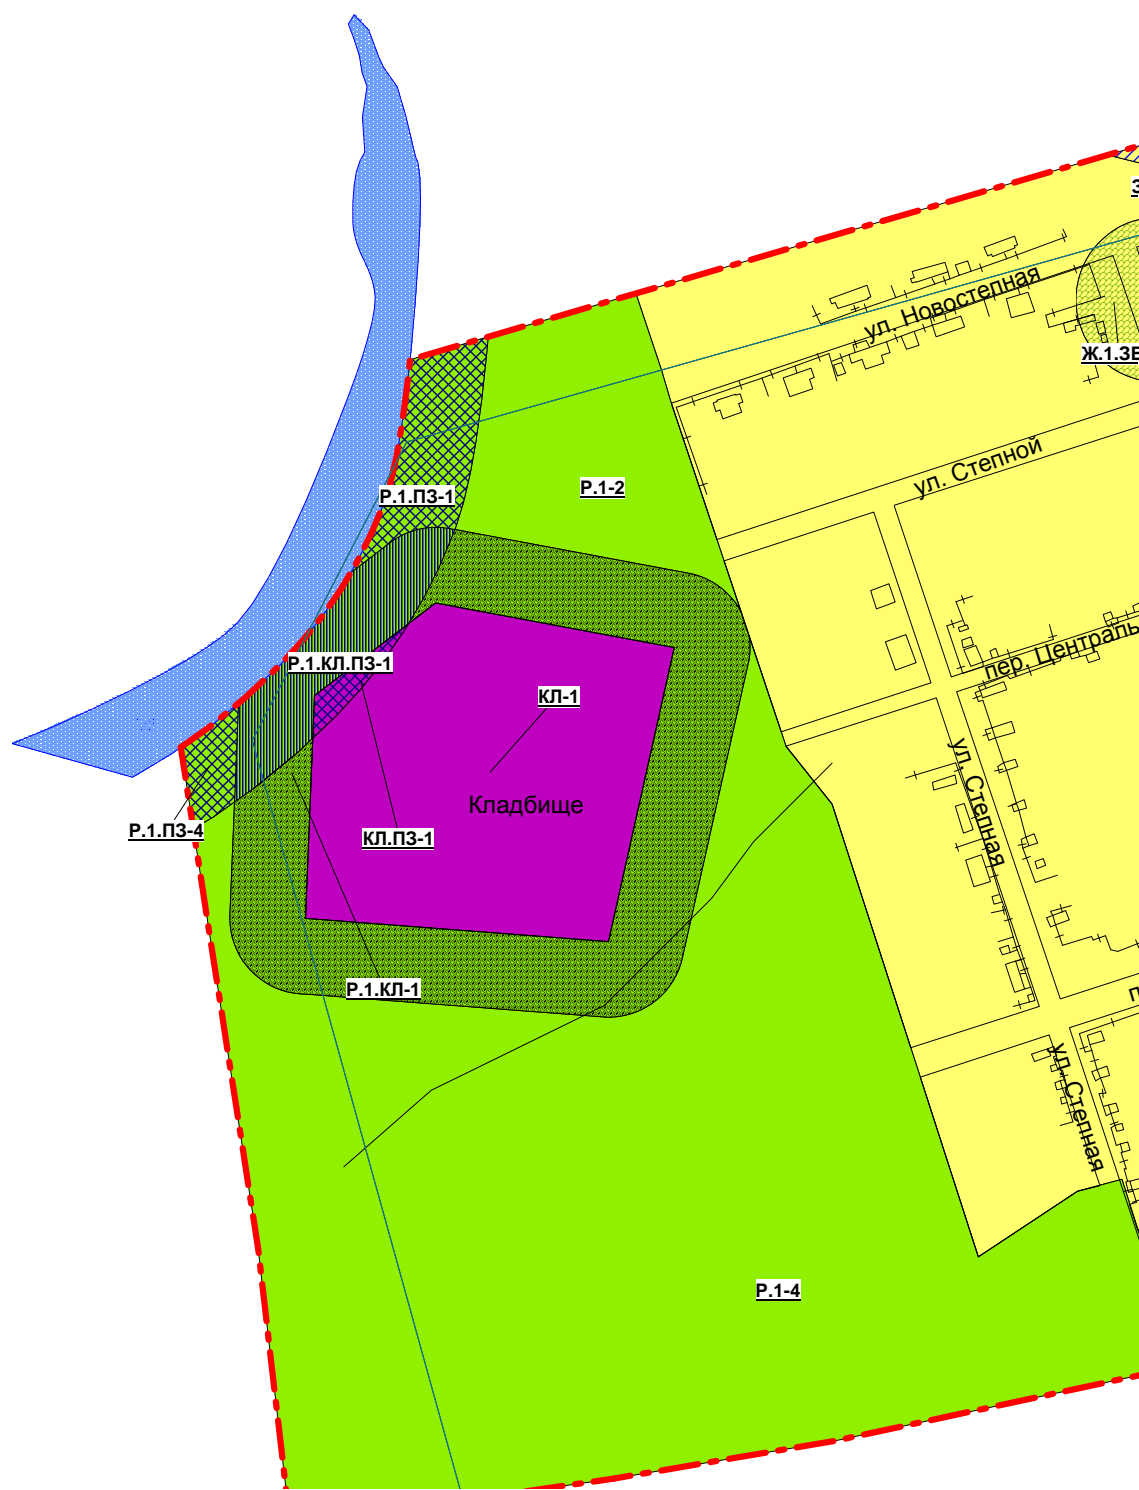 ул. Новостепная
Ж.1.ЗВ
ул. Степной
Р.1.ПЗ-1
Р.1-2
пер. Централь
Р.1.КЛ.ПЗ-1
КЛ-1
ул. Степная
Кладбище
Р.1.ПЗ-4
КЛ.ПЗ-1
Р.1.КЛ-1
ул. Степная
Р.1-4